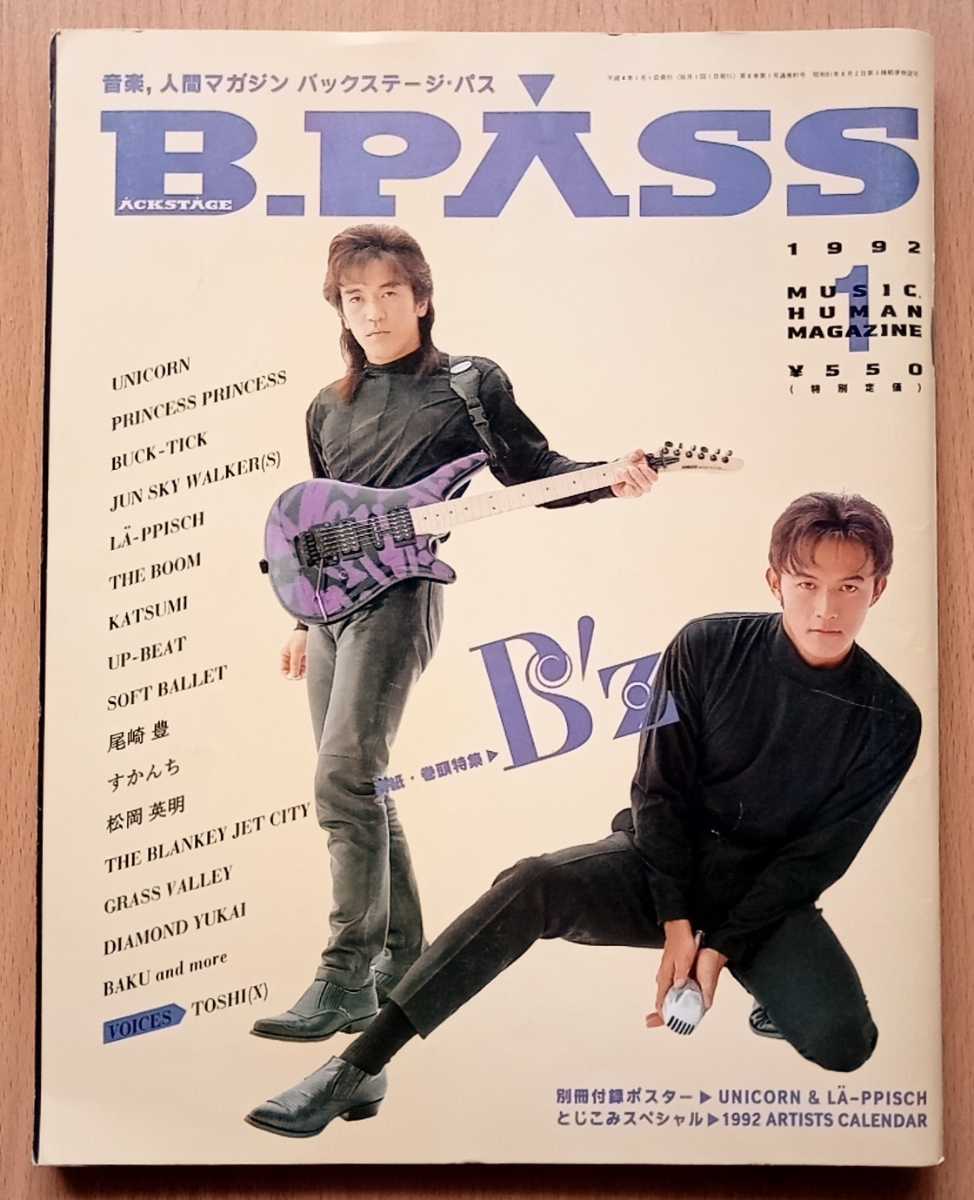 音楽, 人間マガジン バックステージ・パス
B.PASS
ACKSTAGE
1992
1
MUSIC,
HUMAN
MAGAZINE
¥550
(特別定価)
UNICORN
PRINCESS PRINCESS
BUCK-TICK
JUN SKY WALKER(S)
LÄ-PPISCH
THE BOOM
KATSUMI
UP-BEAT
SOFT BALLET
尾崎 豊
すかんち
松岡 英明
THE BLANKEY JET CITY
GRASS VALLEY
DIAMOND YUKAI
BAKU and more
VOICES TOSHI(X)
表紙・巻頭特集▶B'z
別冊付録ポスター▶UNICORN & LÄ-PPISCH
とじこみスペシャル▶1992 ARTISTS CALENDAR